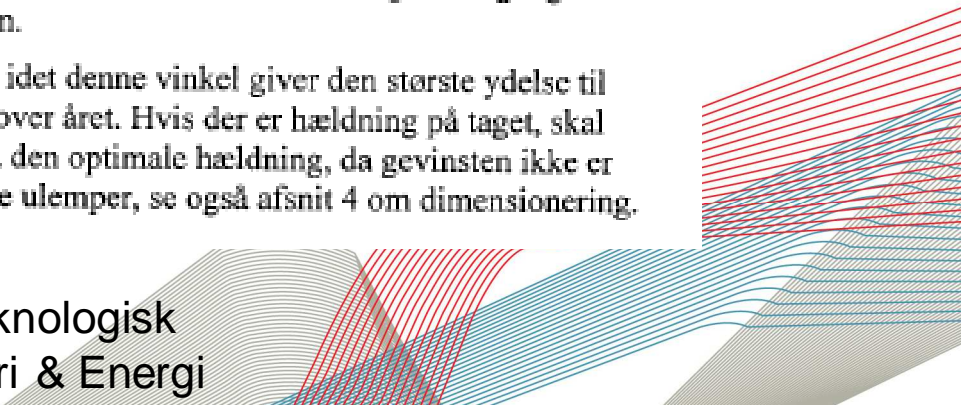 n.
idet denne vinkel giver den største ydelse til
over året. Hvis der er hældning på taget, skal
den optimale hældning, da gevinsten ikke er
e ulemper, se også afsnit 4 om dimensionering.
knologisk
ri & Energi